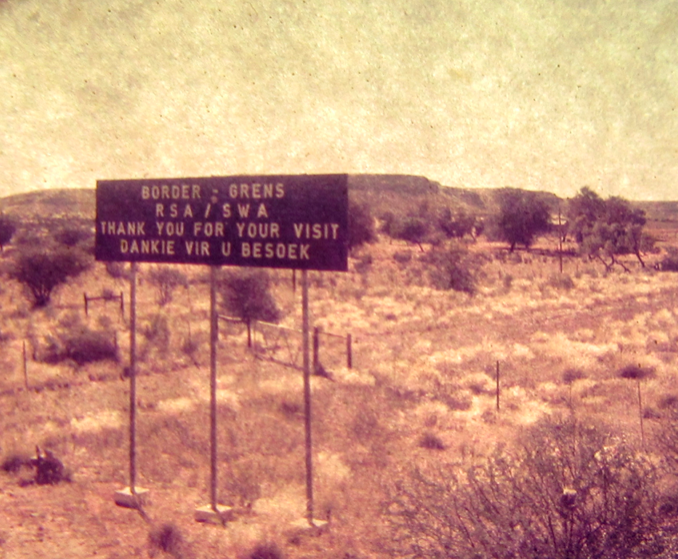 BORDER - GRENS
RSA / SWA
THANK YOU FOR YOUR VISIT
DANKIE VIR U BESOEK